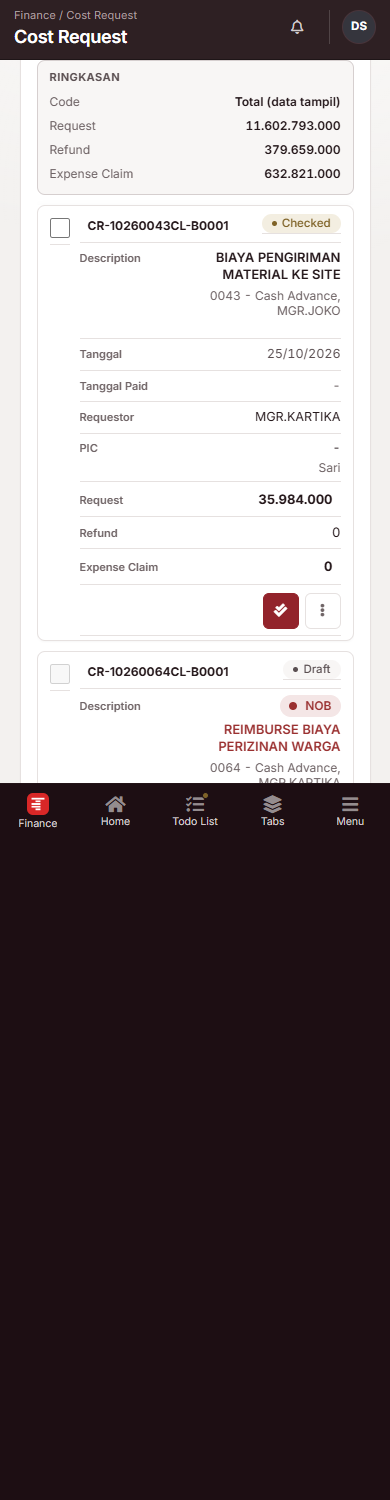 Finance / Cost Request
Cost Request
DS
RINGKASAN
Code Total (data tampil)
Request 11.602.793.000
Refund 379.659.000
Expense Claim 632.821.000
CR-10260043CL-B0001 Checked
Description BIAYA PENGIRIMAN
MATERIAL KE SITE
0043 - Cash Advance,
MGR.JOKO
Tanggal 25/10/2026
Tanggal Paid -
Requestor MGR.KARTIKA
PIC -
Sari
Request 35.984.000
Refund 0
Expense Claim 0
CR-10260064CL-B0001 Draft
Description NOB
REIMBURSE BIAYA
PERIZINAN WARGA
0064 - Cash Advance,
MGR.KARTIKA
Finance Home Todo List Tabs Menu